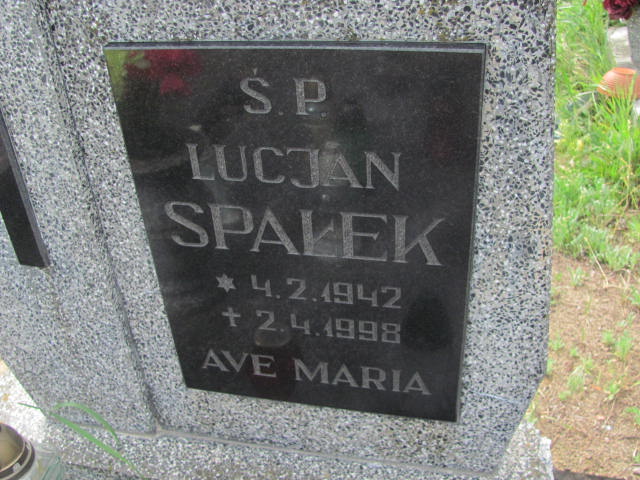 Ś.P.
LUCJAN
SPAŁEK
* 4.2.1942
† 2.4.1998
AVE MARIA